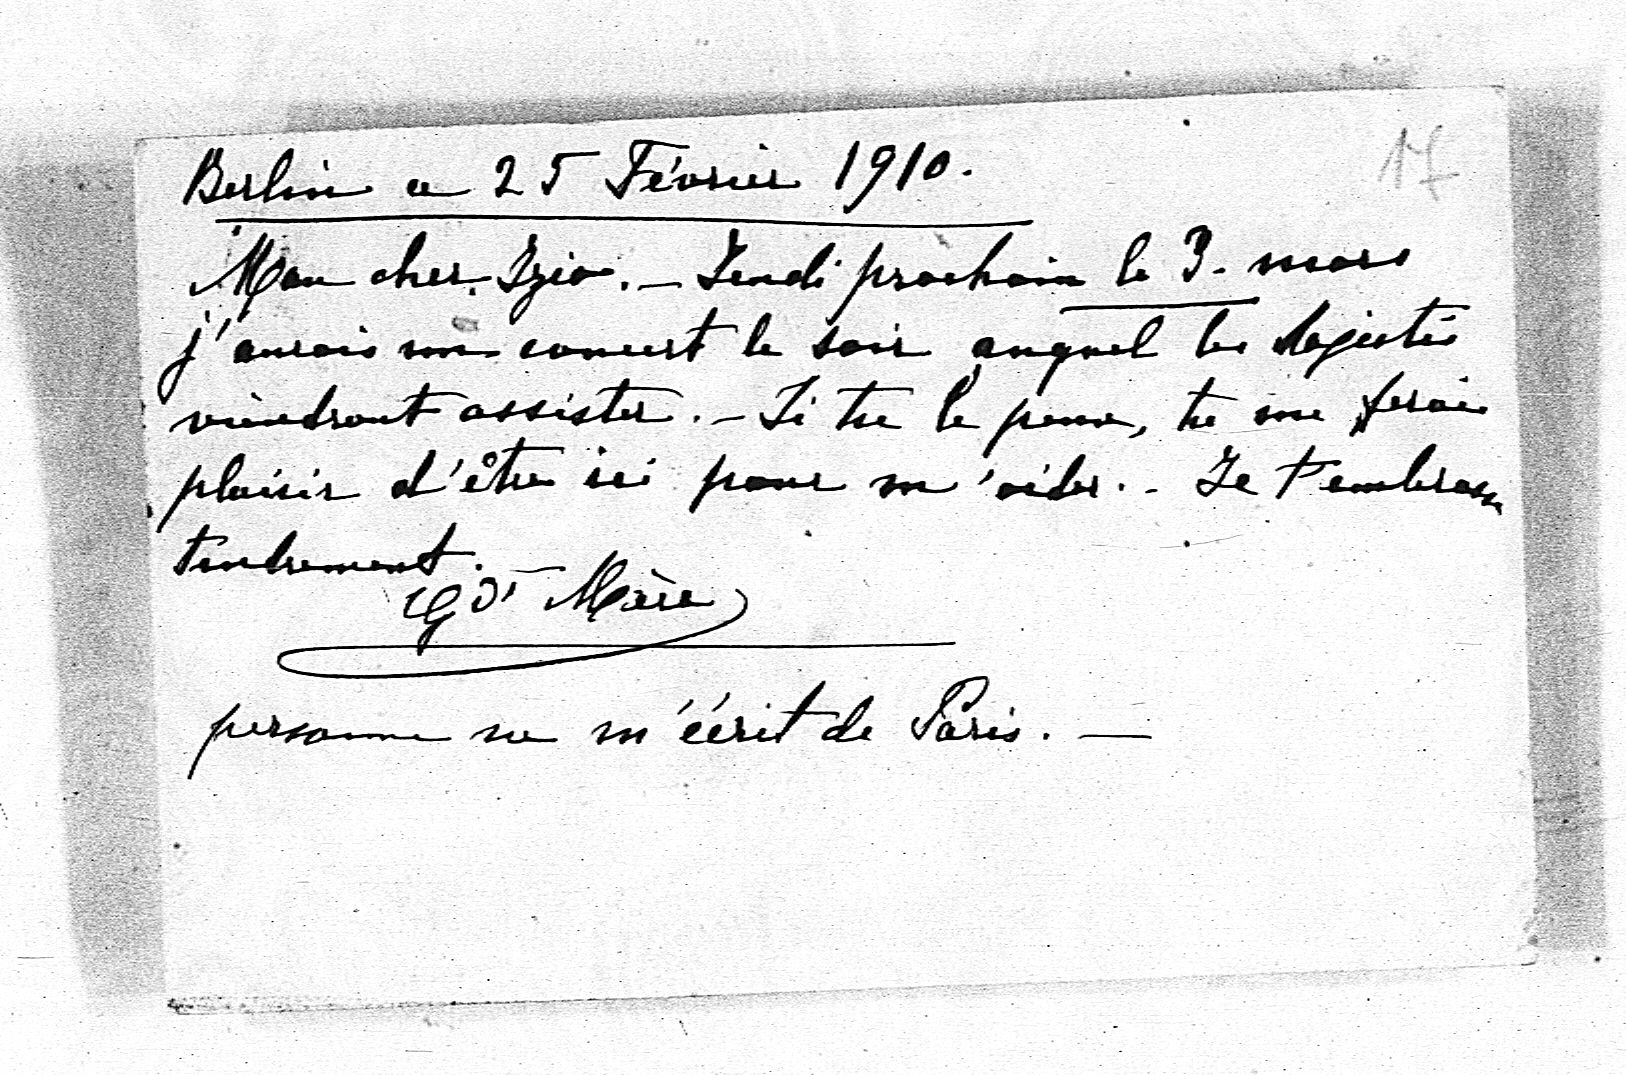 17
Berlin ce 25 Février 1910.
Mon cher Izio. — Jeudi prochain le 3. mars
j'aurais un concert le soir auquel les Majestés
viendront assister. — Si tu le peux, tu me ferais
plaisir d'être ici pour m'aider. - Je t'embrasse
tendrement.
Gd' Mère
personne ne m'écrit de Paris. —